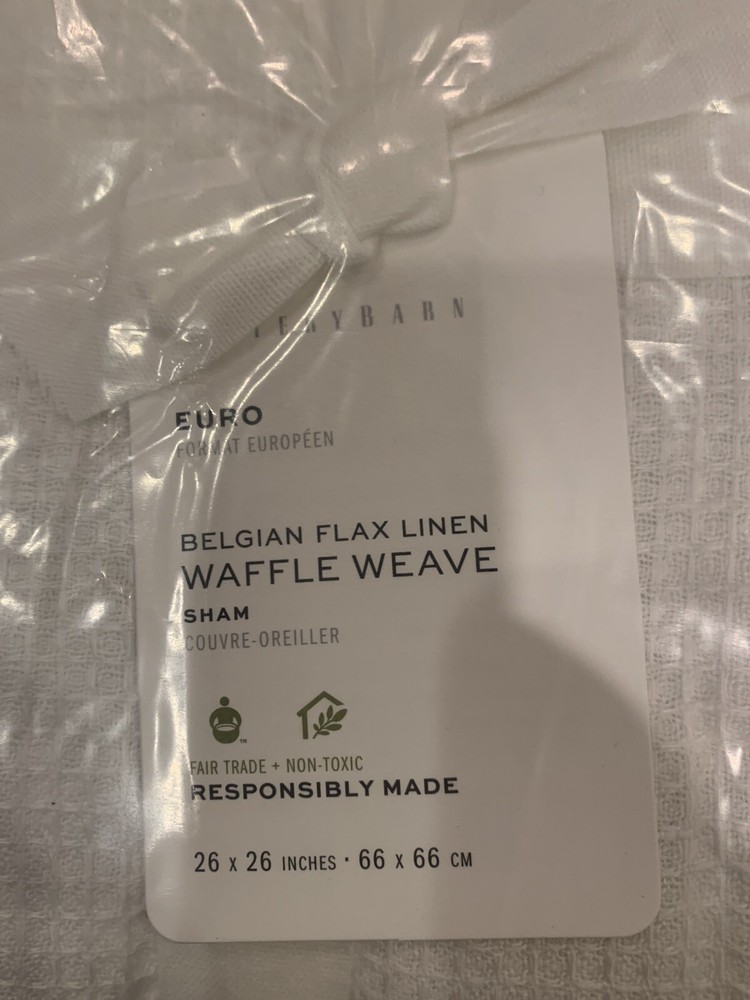 EURO
FORMAT EUROPÉEN
BELGIAN FLAX LINEN
WAFFLE WEAVE
SHAM
COUVRE-OREILLER
TM
FAIR TRADE + NON-TOXIC
RESPONSIBLY MADE
26 X 26 INCHES · 66 X 66 CM